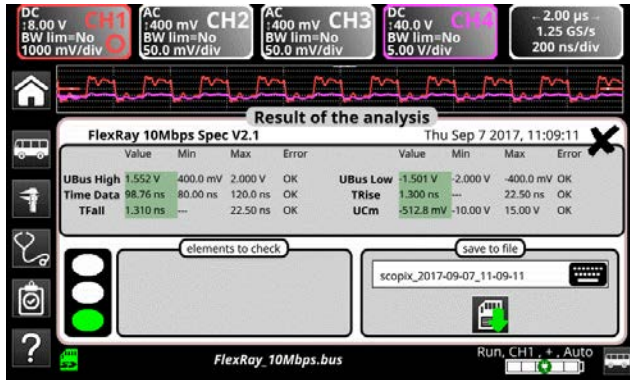 DC
8.00 V CH1
BW lim=No
1000 mV/div
AC
400 mV CH2
BW lim=No
50.0 mV/div
AC
400 mV CH3
BW lim=No
50.0 mV/div
DC
40.0 V CH4
BW lim=No
5.00 V/div
2.00 µs
1.25 GS/s
200 ns/div
Result of the analysis
FlexRay 10Mbps Spec V2.1 Thu Sep 7 2017, 11:09:11
Value Min Max Error Value Min Max Error
UBus High 1.552 V 400.0 mV 2.000 V OK UBus Low -1.501 V -2.000 V -400.0 mV OK
Time Data 98.76 ns 80.00 ns 120.0 ns OK TRise 1.300 ns --- 22.50 ns OK
TFall 1.310 ns --- 22.50 ns OK UCm -512.8 mV -10.00 V 15.00 V OK
elements to check
save to file
scopix_2017-09-07_11-09-11
FlexRay_10Mbps.bus
Run, CH1 , + , Auto